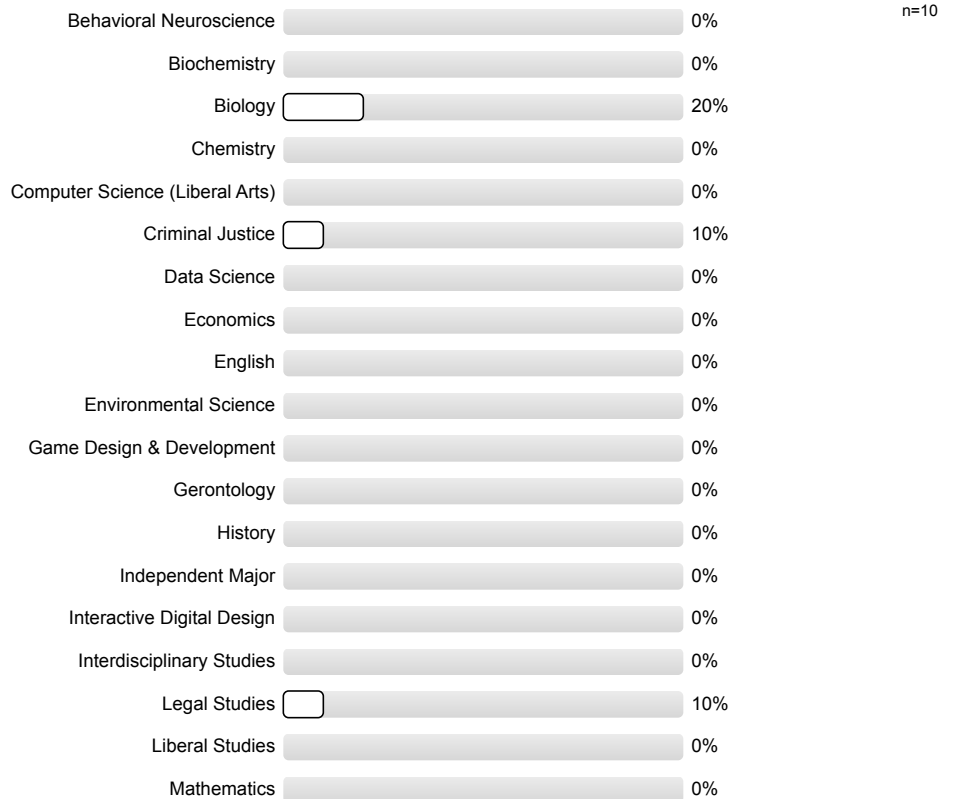 Behavioral Neuroscience 0% n=10
Biochemistry 0%
Biology 20%
Chemistry 0%
Computer Science (Liberal Arts) 0%
Criminal Justice 10%
Data Science 0%
Economics 0%
English 0%
Environmental Science 0%
Game Design & Development 0%
Gerontology 0%
History 0%
Independent Major 0%
Interactive Digital Design 0%
Interdisciplinary Studies 0%
Legal Studies 10%
Liberal Studies 0%
Mathematics 0%